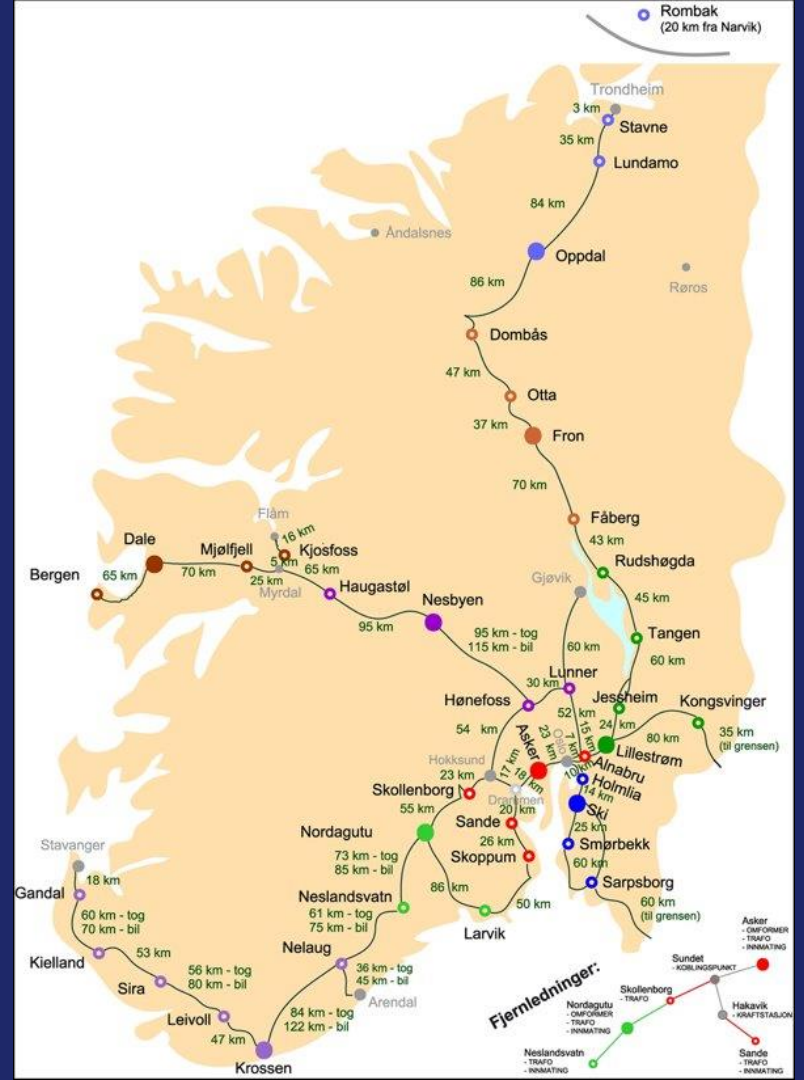 Rombak
(20 km fra Narvik)
Trondheim
3 km
Stavne
35 km
Lundamo
84 km
Åndalsnes
Oppdal
Røros
86 km
Dombås
47 km
Otta
37 km
Fron
70 km
Fåberg
43 km
Flåm
16 km
Dale
Mjølfjell
Kjosfoss
5 km
65 km
Rudshøgda
Bergen
65 km
70 km
25 km
Myrdal
Haugastøl
Gjøvik
45 km
Nesbyen
95 km
95 km - tog
115 km - bil
60 km
Tangen
60 km
Lunner
30 km
Hønefoss
52 km
Jessheim
Kongsvinger
24 km
54 km
Asker
23 km
Oslo
7 km
15 km
Lillestrøm
80 km
35 km
(til grensen)
Hokksund
23 km
17 km
18 km
Alnabru
10 km
Holmlia
Skollenborg
Drammen
14 km
Ski
55 km
20 km
Sande
25 km
Nordagutu
26 km
Smørbekk
Skoppum
60 km
73 km - tog
85 km - bil
Stavanger
86 km
Sarpsborg
18 km
Gandal
Neslandsvatn
50 km
60 km
(til grensen)
60 km - tog
70 km - bil
61 km - tog
75 km - bil
Larvik
Kielland
53 km
Nelaug
Sira
56 km - tog
80 km - bil
36 km - tog
45 km - bil
Arendal
Leivoll
84 km - tog
122 km - bil
47 km
Krossen
Fjernledninger:
Asker
- OMFORMER
- TRAFO
- INNMATING
Sundet
- KOBLINGSPUNKT
Skollenborg
- TRAFO
Nordagutu
- OMFORMER
- TRAFO
- INNMATING
Hakavik
- KRAFTSTASJON
Neslandsvatn
- TRAFO
- INNMATING
Sande
- TRAFO
- INNMATING